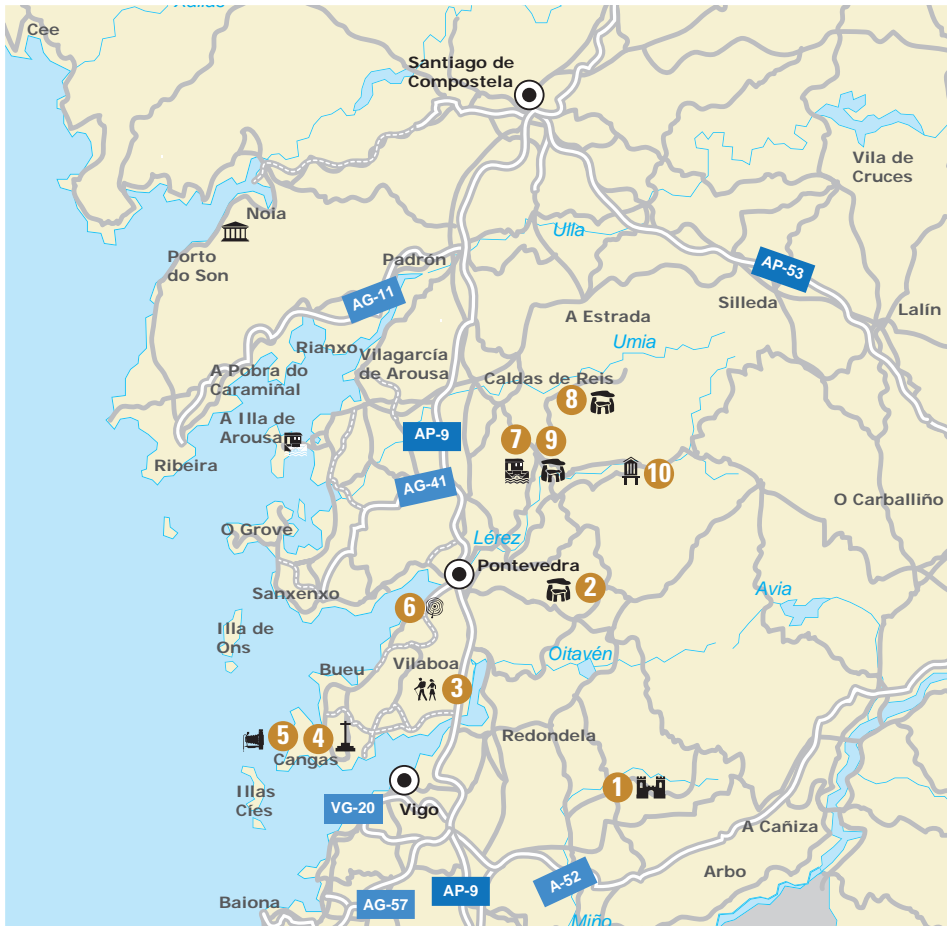 Xallas
Cee
Santiago de
Compostela
Vila de
Cruces
Noia
Ulla
Porto
do Son
Padrón
AP-53
AG-11
Silleda
Lalín
A Estrada
Umia
Rianxo
Vilagarcía
de Arousa
A Pobra do
Caramiñal
Caldas de Reis
8
A Illa de
Arousa
AP-9
7
9
Ribeira
10
AG-41
O Carballiño
O Grove
Lérez
Pontevedra
Sanxenxo
2
Avia
6
Illa de
Ons
Oitavén
Bueu
Vilaboa
3
5
4
Redondela
Cangas
Illas
Cíes
1
VG-20
Vigo
A Cañiza
A-52
Arbo
AP-9
AG-57
Baiona
Miño